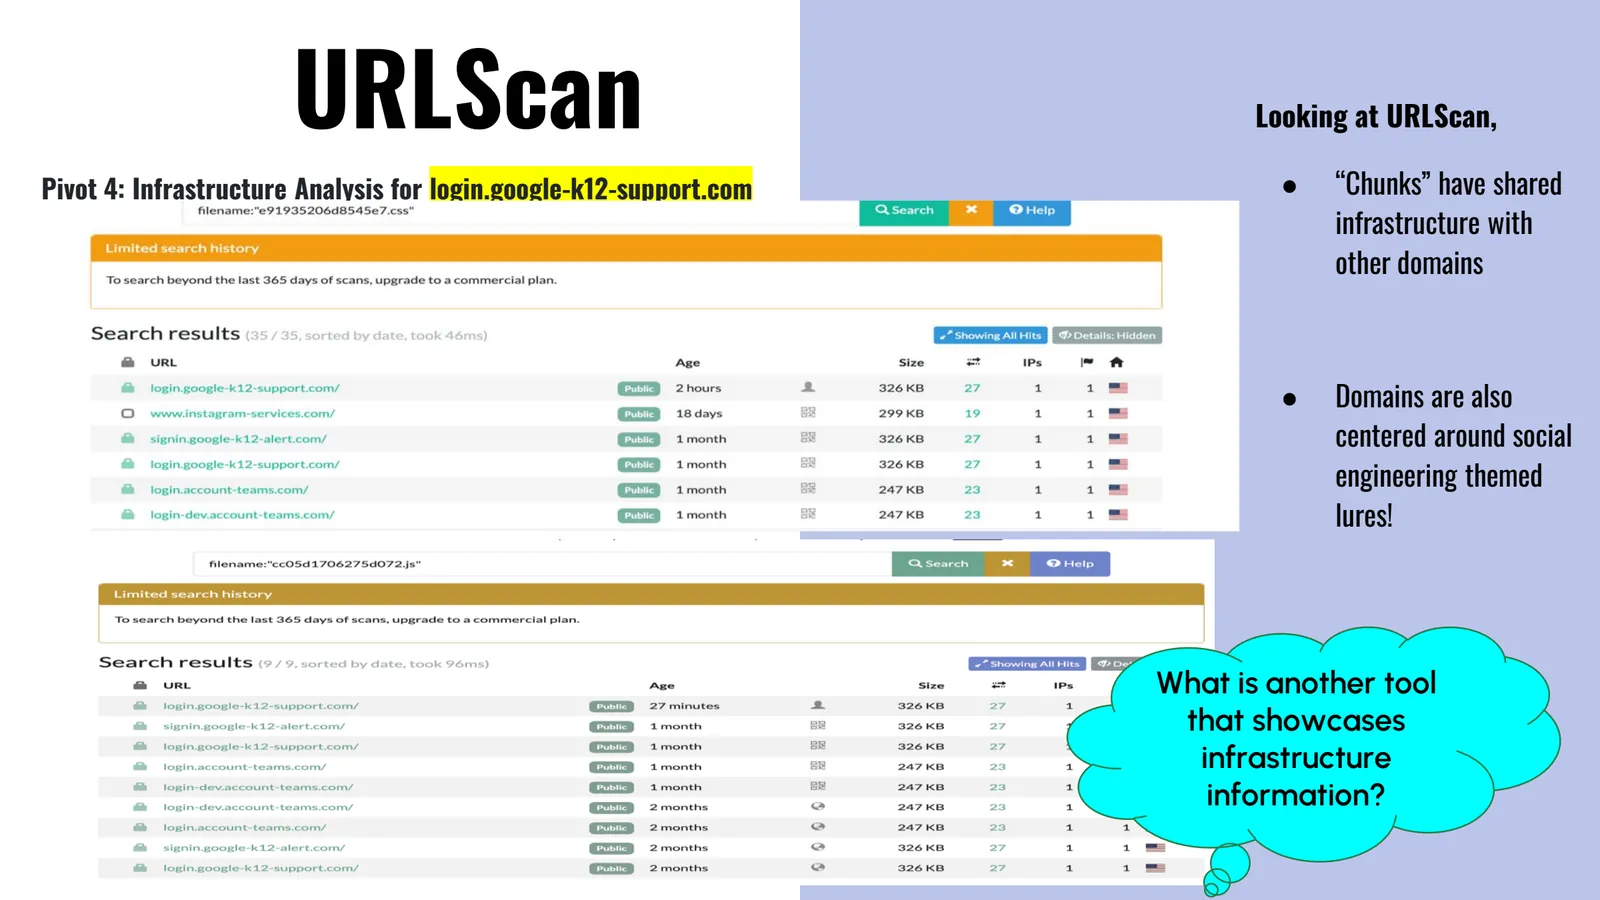 URLScan
Pivot 4: Infrastructure Analysis for login.google-k12-support.com
filename:"e91935206d8545e7.css"
Search
Help
Limited search history
To search beyond the last 365 days of scans, upgrade to a commercial plan.
Search results (35 / 35, sorted by date, took 46ms)
Showing All Hits
Details: Hidden
URL Age Size IPs
login.google-k12-support.com/ Public 2 hours 326 KB 27 1 1
www.instagram-services.com/ Public 18 days 299 KB 19 1 1
signin.google-k12-alert.com/ Public 1 month 326 KB 27 1 1
login.google-k12-support.com/ Public 1 month 326 KB 27 1 1
login.account-teams.com/ Public 1 month 247 KB 23 1 1
login-dev.account-teams.com/ Public 1 month 247 KB 23 1 1
filename:"cc05d1706275d072.js"
Search
Help
Limited search history
To search beyond the last 365 days of scans, upgrade to a commercial plan.
Search results (9 / 9, sorted by date, took 96ms)
Showing All Hits
URL Age Size IPs
login.google-k12-support.com/ Public 27 minutes 326 KB 27 1
signin.google-k12-alert.com/ Public 1 month 326 KB 27 1
login.google-k12-support.com/ Public 1 month 326 KB 27 1
login.account-teams.com/ Public 1 month 247 KB 23 1
login-dev.account-teams.com/ Public 1 month 247 KB 23 1
login-dev.account-teams.com/ Public 2 months 247 KB 23 1
login.account-teams.com/ Public 2 months 247 KB 23 1 1
signin.google-k12-alert.com/ Public 2 months 326 KB 27 1 1
login.google-k12-support.com/ Public 2 months 326 KB 27 1 1
Looking at URLScan,
● “Chunks” have shared
infrastructure with
other domains
● Domains are also
centered around social
engineering themed
lures!
What is another tool
that showcases
infrastructure
information?